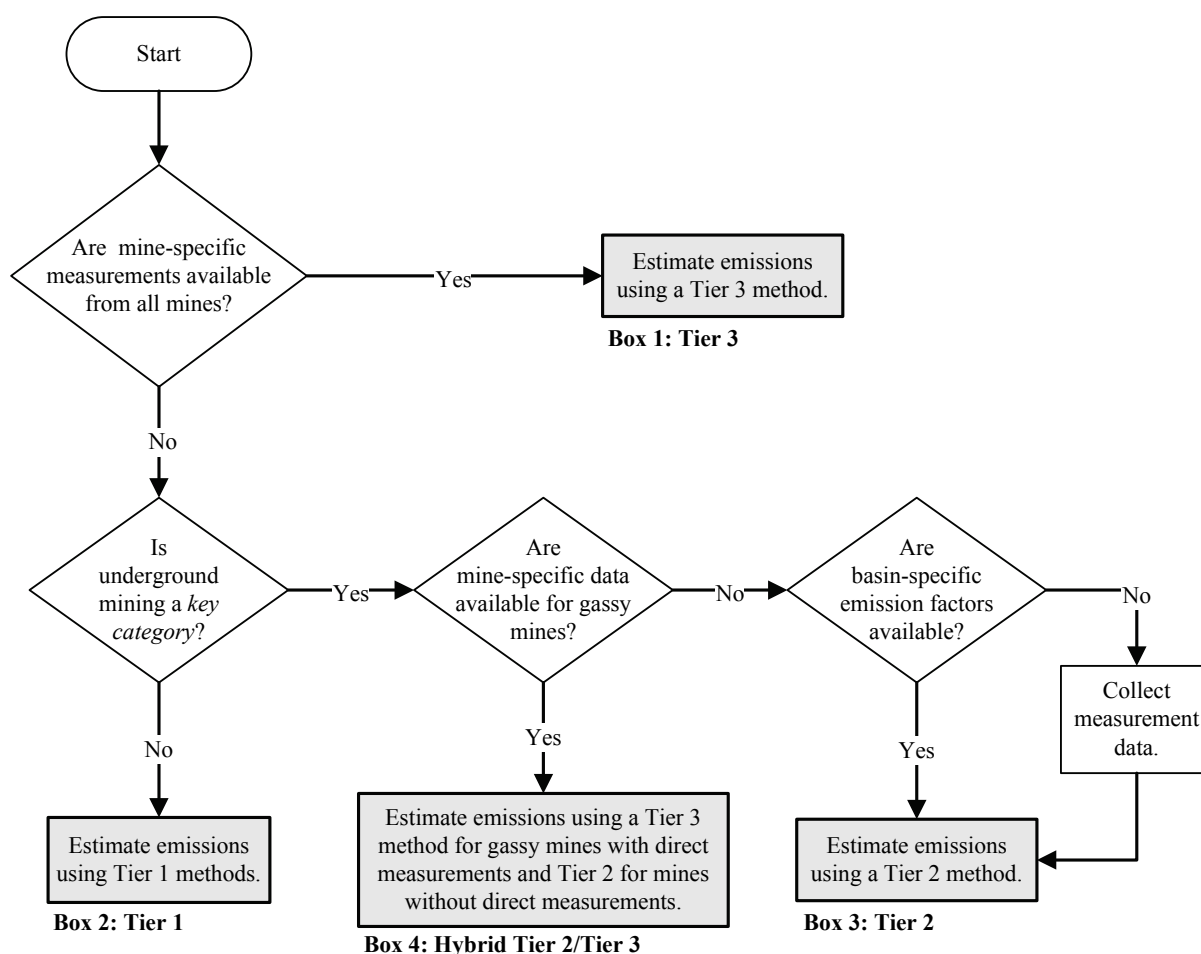 Start
Are mine-specific
measurements available
from all mines?
Yes
Estimate emissions
using a Tier 3 method.
Box 1: Tier 3
No
Is
underground
mining a key
category?
Yes
Are
mine-specific data
available for gassy
mines?
No
Are
basin-specific
emission factors
available?
No
Collect
measurement
data.
No
Yes
Yes
Estimate emissions
using Tier 1 methods.
Box 2: Tier 1
Estimate emissions using a Tier 3
method for gassy mines with direct
measurements and Tier 2 for mines
without direct measurements.
Box 4: Hybrid Tier 2/Tier 3
Estimate emissions
using a Tier 2 method.
Box 3: Tier 2